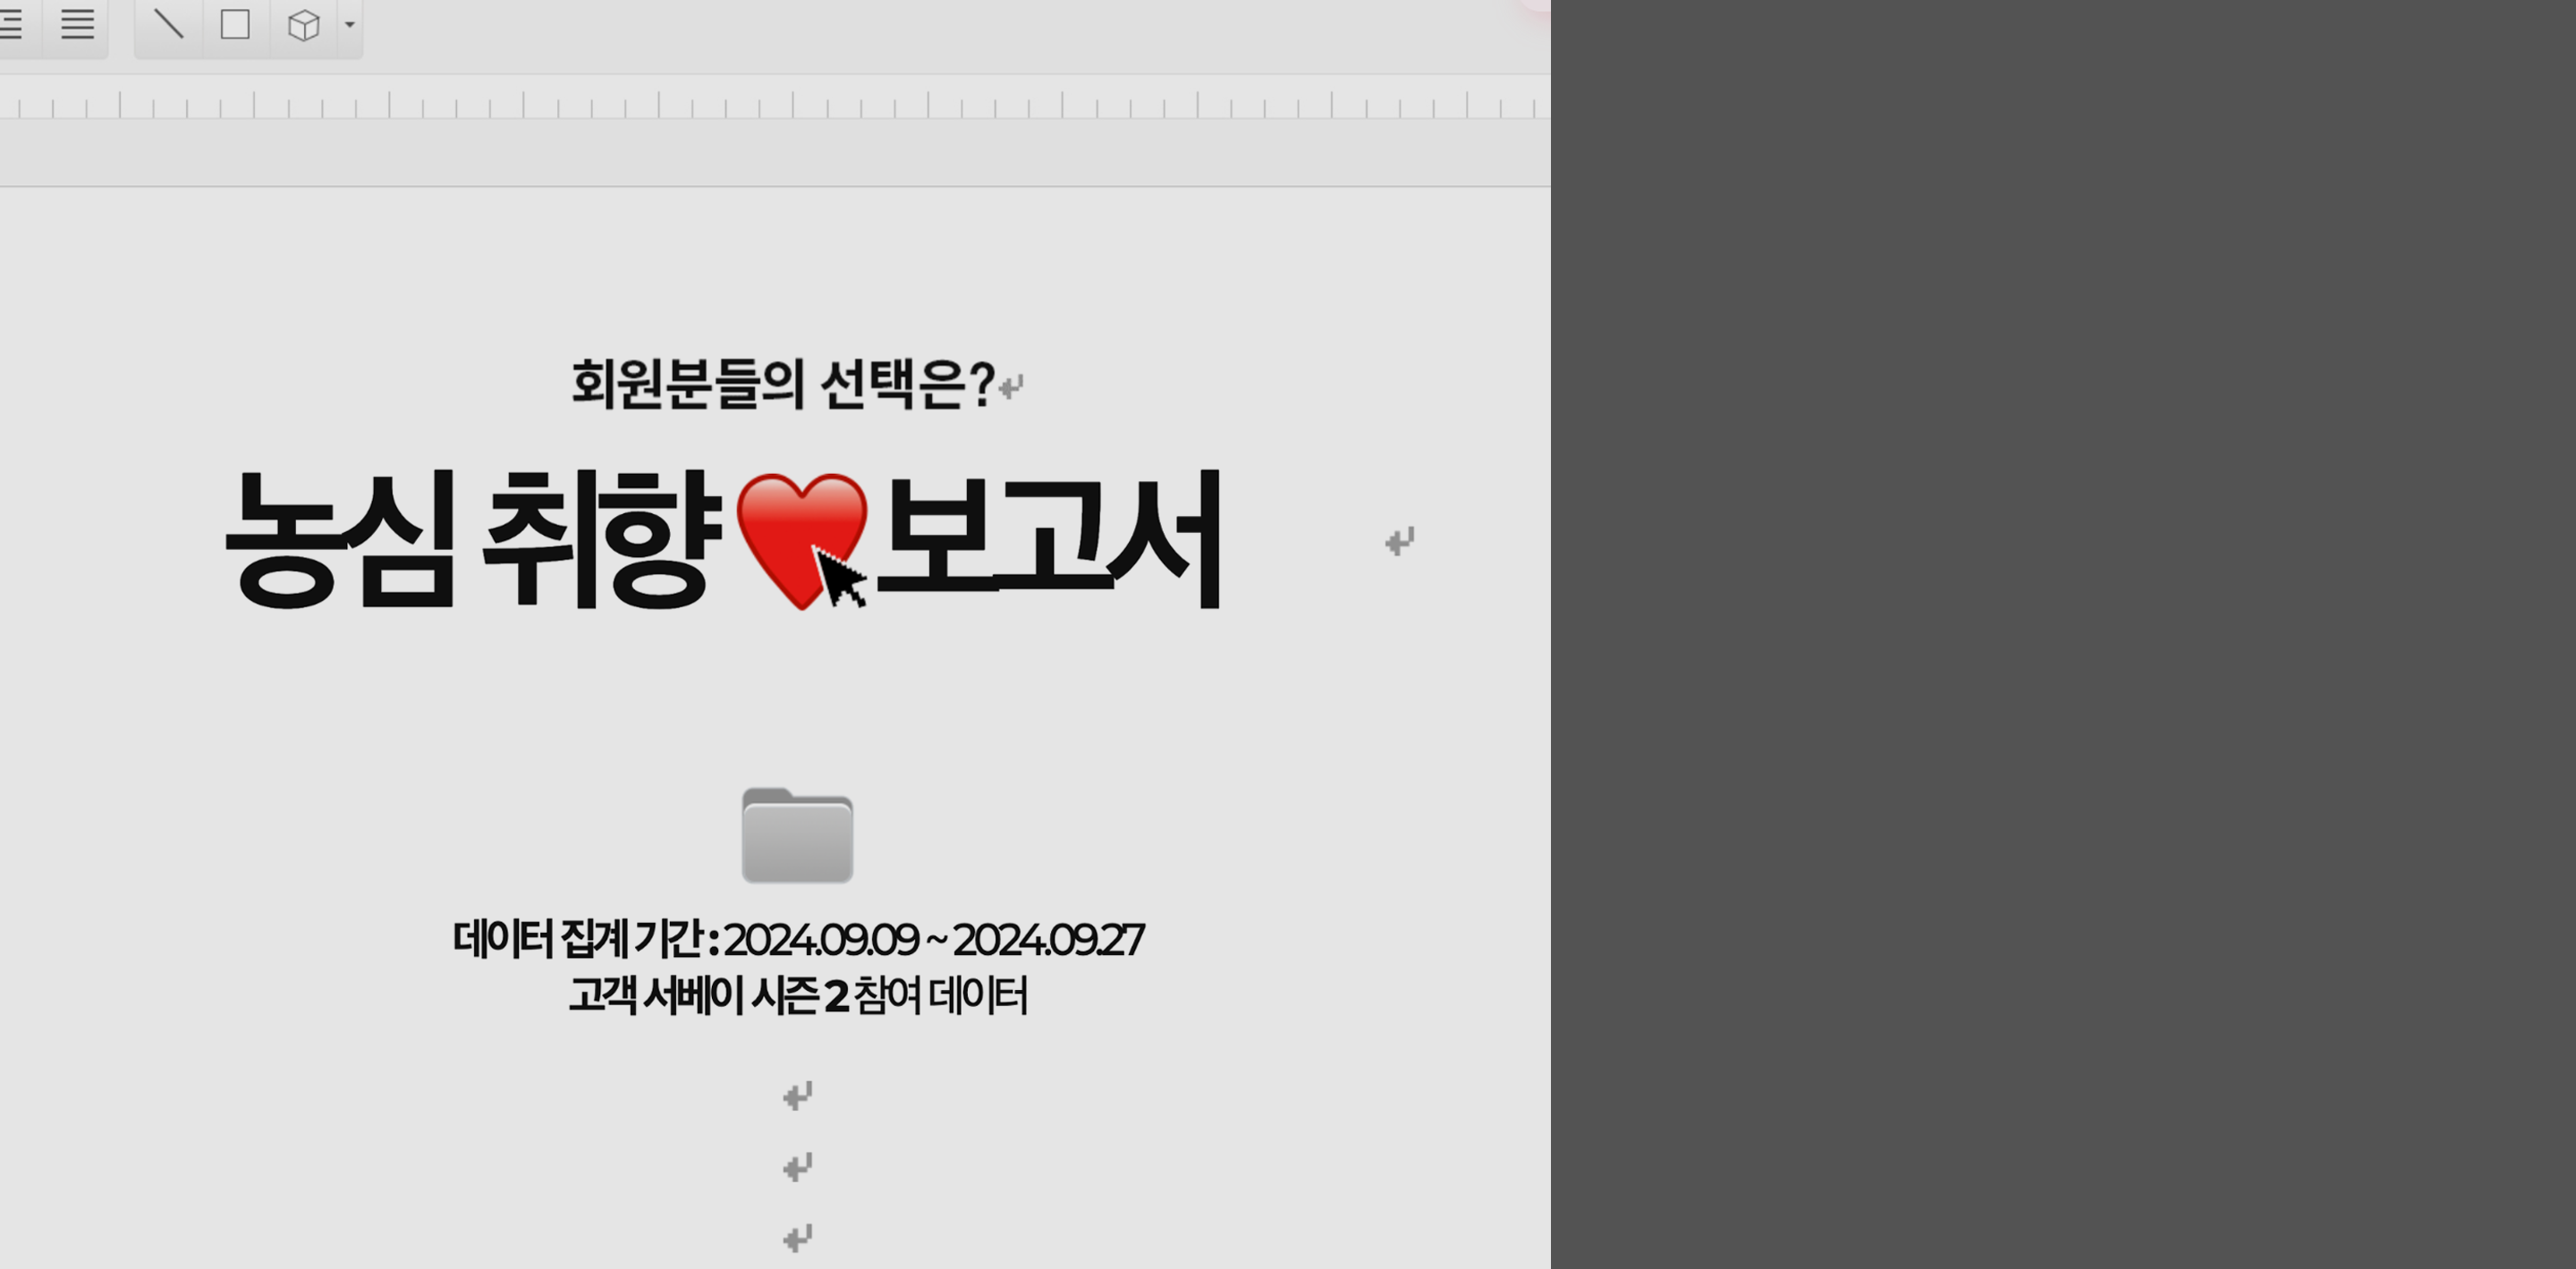 회원분들의 선택은?
농심 취향❤️보고서
데이터 집계 기간 : 2024.09.09 ~ 2024.09.27
고객 서베이 시즌 2 참여 데이터